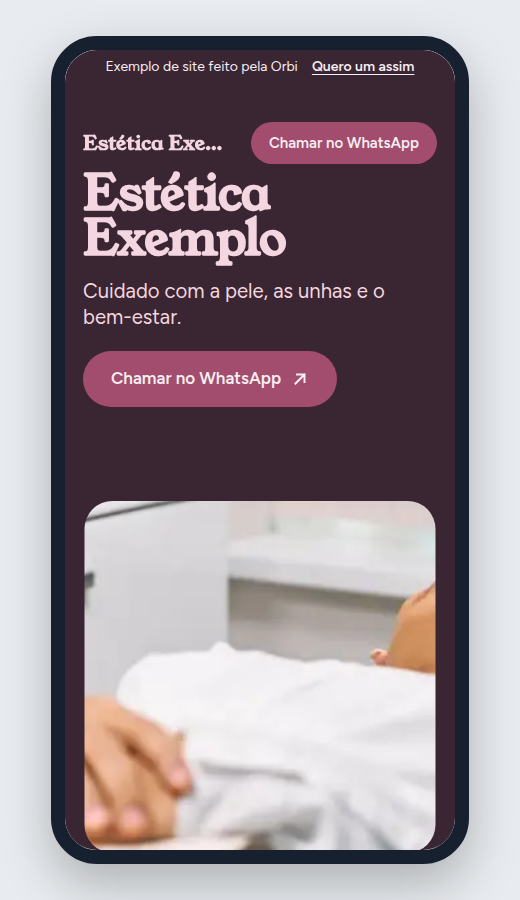 Exemplo de site feito pela Orbi Quero um assim
Estética Exe... Chamar no WhatsApp
Estética
Exemplo
Cuidado com a pele, as unhas e o
bem-estar.
Chamar no WhatsApp